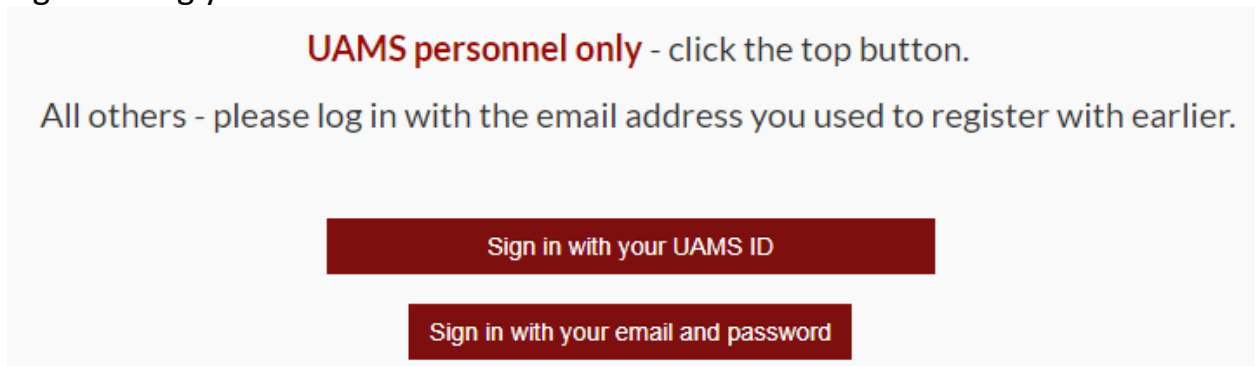 UAMS personnel only - click the top button.
All others - please log in with the email address you used to register with earlier.
Sign in with your UAMS ID
Sign in with your email and password